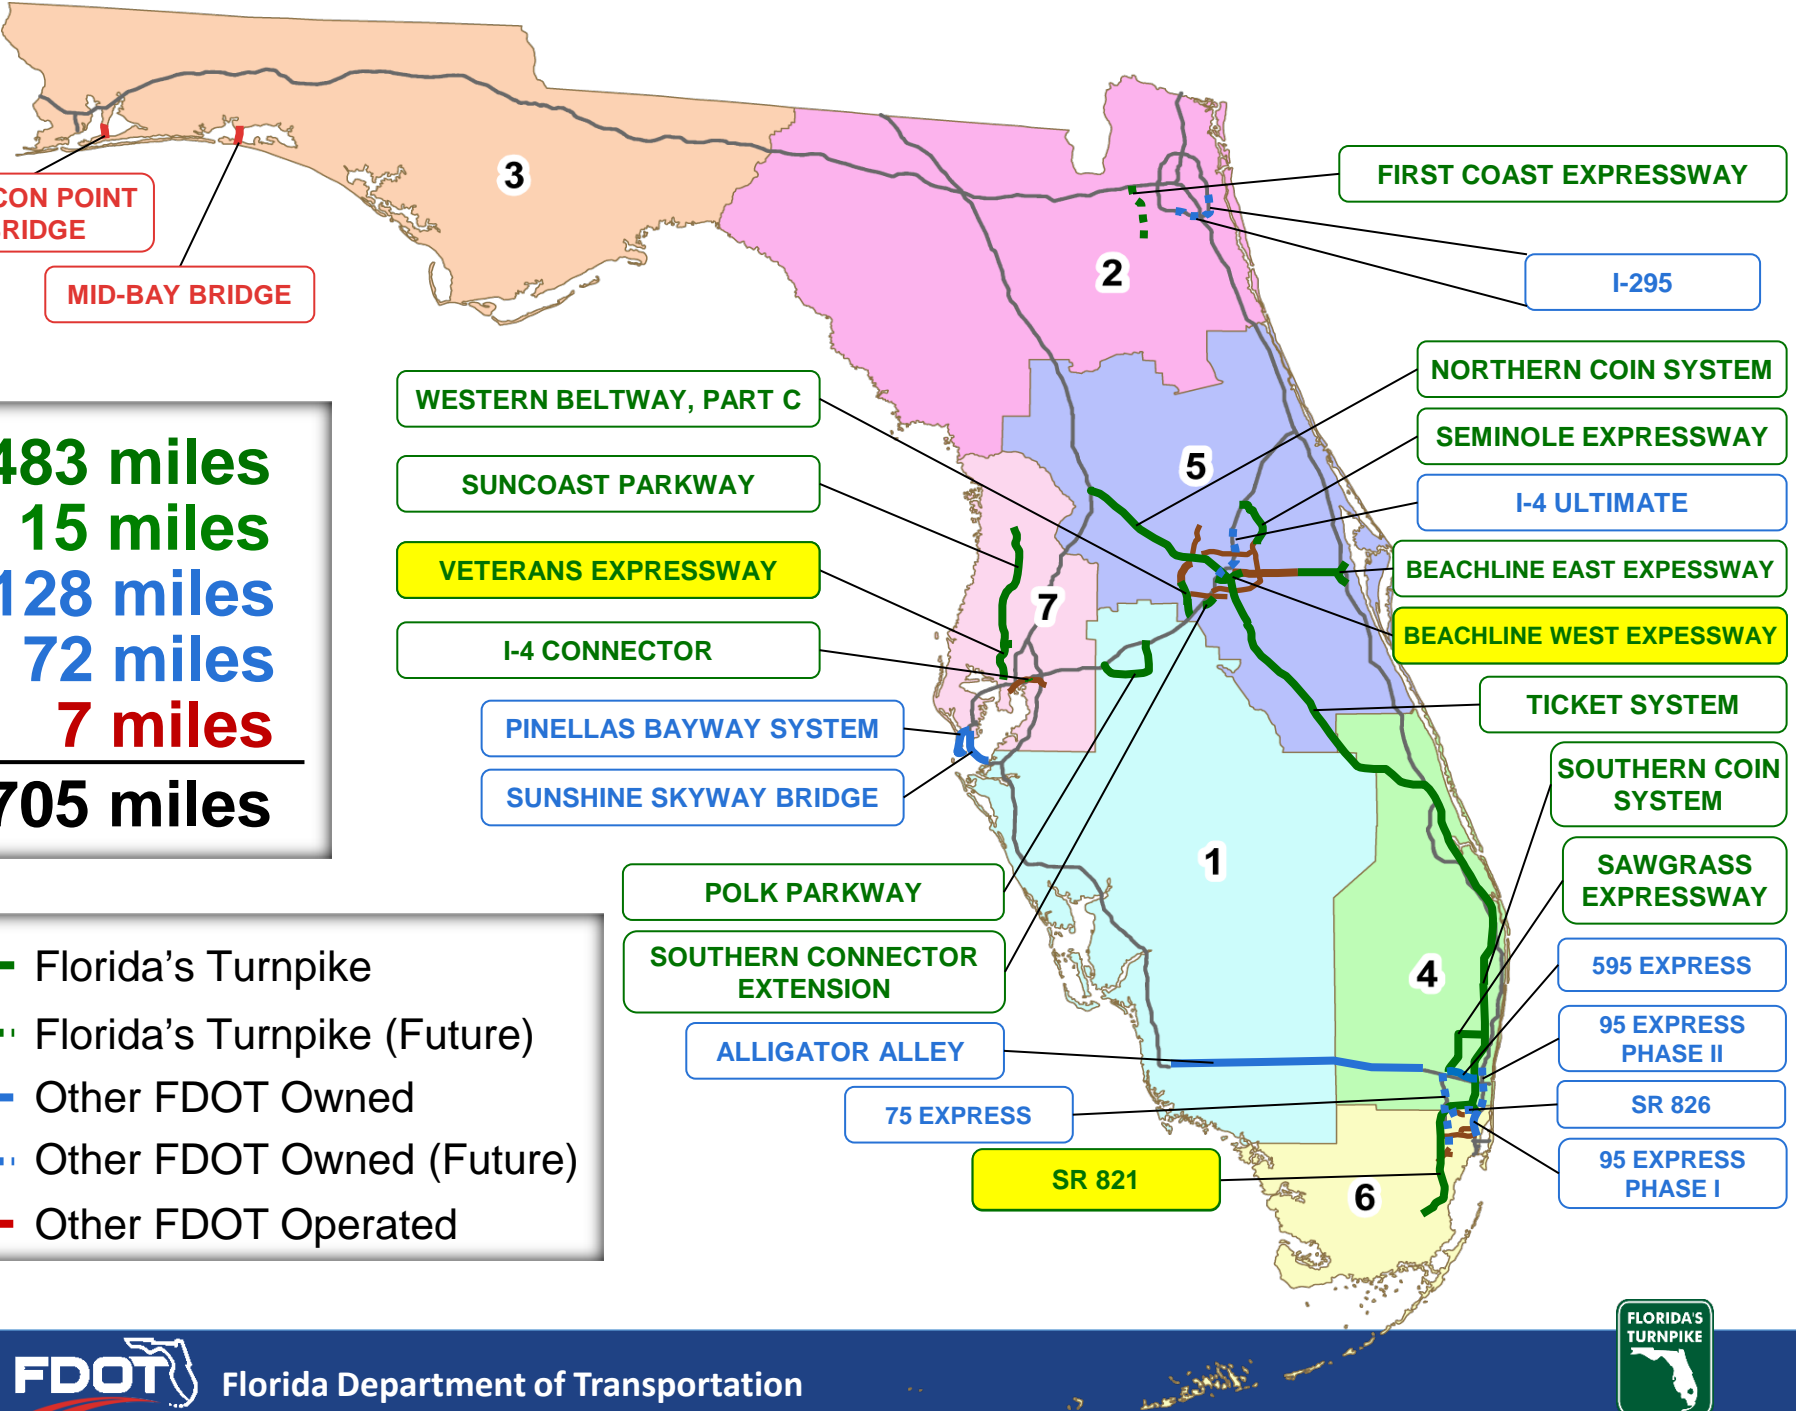 CON POINT
RIDGE
MID-BAY BRIDGE
3
2
5
7
1
4
6
FIRST COAST EXPRESSWAY
I-295
NORTHERN COIN SYSTEM
SEMINOLE EXPRESSWAY
I-4 ULTIMATE
BEACHLINE EAST EXPESSWAY
BEACHLINE WEST EXPESSWAY
TICKET SYSTEM
SOUTHERN COIN
SYSTEM
SAWGRASS
EXPRESSWAY
595 EXPRESS
95 EXPRESS
PHASE II
SR 826
95 EXPRESS
PHASE I
WESTERN BELTWAY, PART C
SUNCOAST PARKWAY
VETERANS EXPRESSWAY
I-4 CONNECTOR
PINELLAS BAYWAY SYSTEM
SUNSHINE SKYWAY BRIDGE
POLK PARKWAY
SOUTHERN CONNECTOR
EXTENSION
ALLIGATOR ALLEY
75 EXPRESS
SR 821
483 miles
15 miles
128 miles
72 miles
7 miles
705 miles
Florida's Turnpike
Florida's Turnpike (Future)
Other FDOT Owned
Other FDOT Owned (Future)
Other FDOT Operated
FDOT
Florida Department of Transportation
FLORIDA'S
TURNPIKE